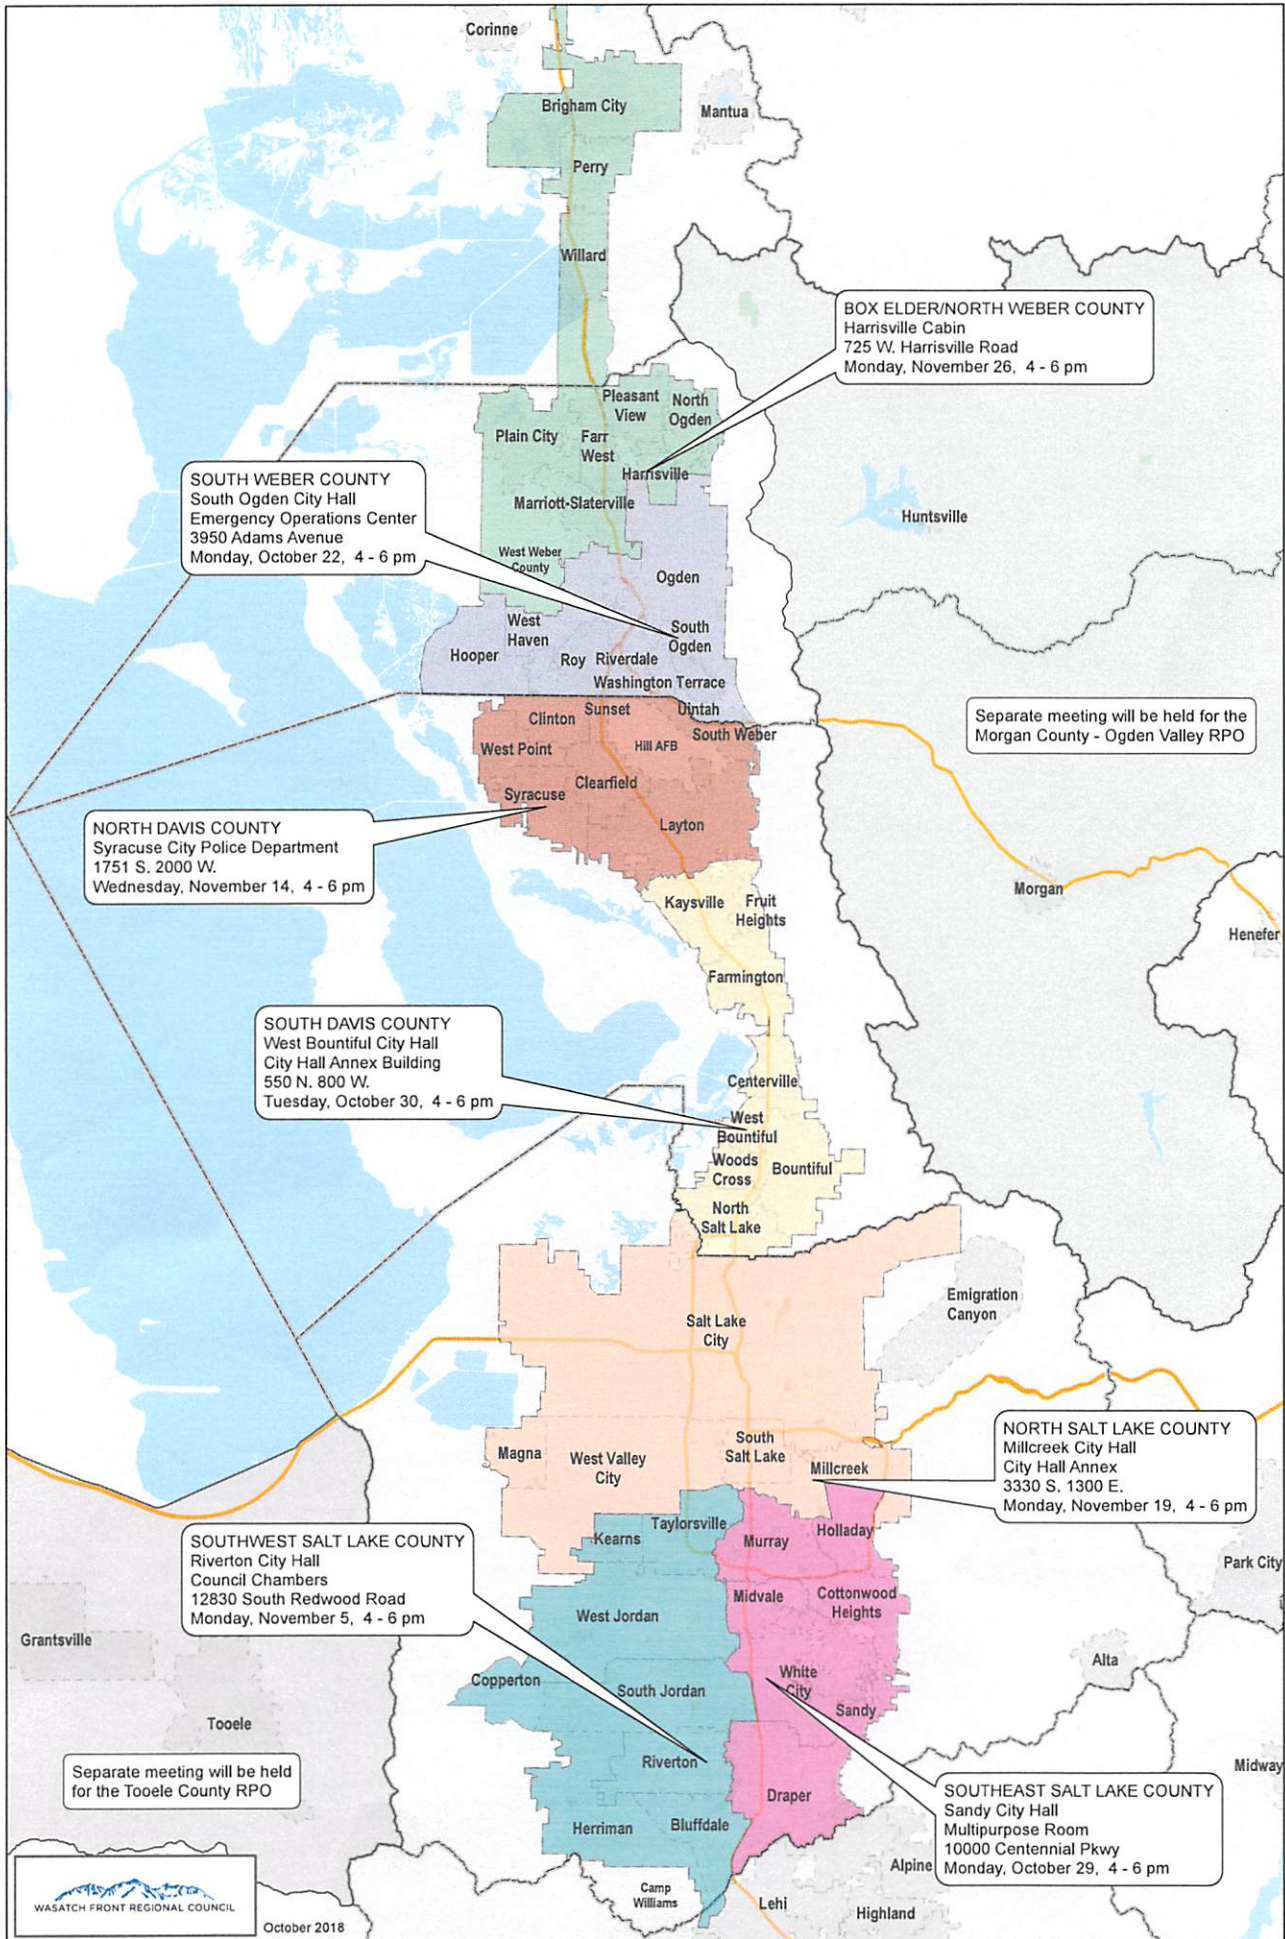 Corinne
Brigham City
Mantua
Perry
Willard
BOX ELDER/NORTH WEBER COUNTY
Harrisville Cabin
725 W. Harrisville Road
Monday, November 26, 4 - 6 pm
Pleasant
View
North
Ogden
Plain City
Farr
West
Harrisville
SOUTH WEBER COUNTY
South Ogden City Hall
Emergency Operations Center
3950 Adams Avenue
Monday, October 22, 4 - 6 pm
Marriott-Slaterville
Huntsville
West Weber
County
Ogden
West
Haven
South
Ogden
Hooper
Roy
Riverdale
Washington Terrace
Uintah
Sunset
Clinton
South Weber
Separate meeting will be held for the
Morgan County - Ogden Valley RPO
West Point
Hill AFB
Clearfield
Syracuse
Layton
NORTH DAVIS COUNTY
Syracuse City Police Department
1751 S. 2000 W.
Wednesday, November 14, 4 - 6 pm
Morgan
Kaysville
Fruit
Heights
Henefer
Farmington
SOUTH DAVIS COUNTY
West Bountiful City Hall
City Hall Annex Building
550 N. 800 W.
Tuesday, October 30, 4 - 6 pm
Centerville
West
Bountiful
Woods
Cross
Bountiful
North
Salt Lake
Emigration
Canyon
Salt Lake
City
NORTH SALT LAKE COUNTY
Millcreek City Hall
City Hall Annex
3330 S. 1300 E.
Monday, November 19, 4 - 6 pm
Magna
West Valley
City
South
Salt Lake
Millcreek
Taylorsville
Kearns
Murray
Holladay
SOUTHWEST SALT LAKE COUNTY
Riverton City Hall
Council Chambers
12830 South Redwood Road
Monday, November 5, 4 - 6 pm
Park City
Midvale
Cottonwood
Heights
West Jordan
Grantsville
Alta
Copperton
South Jordan
White
City
Sandy
Tooele
Riverton
Separate meeting will be held
for the Tooele County RPO
Midway
Draper
SOUTHEAST SALT LAKE COUNTY
Sandy City Hall
Multipurpose Room
10000 Centennial Pkwy
Monday, October 29, 4 - 6 pm
Herriman
Bluffdale
Alpine
Camp
Williams
Lehi
Highland
WASATCH FRONT REGIONAL COUNCIL
October 2018